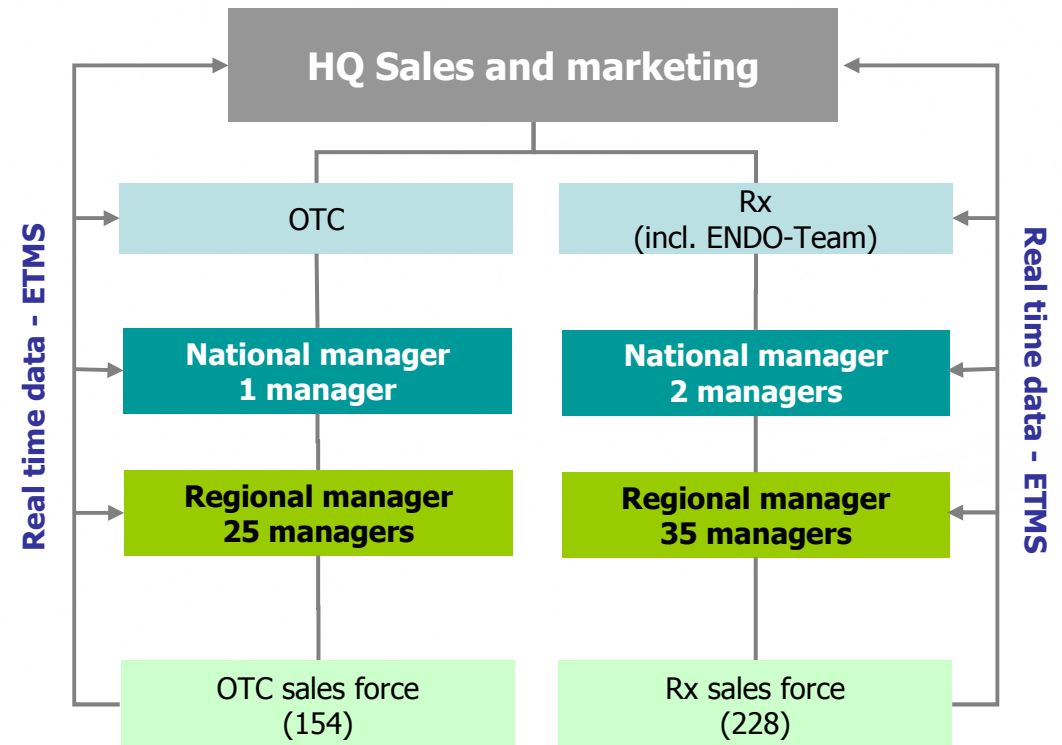 HQ Sales and marketing
OTC
Rx
(incl. ENDO-Team)
National manager
1 manager
National manager
2 managers
Regional manager
25 managers
Regional manager
35 managers
OTC sales force
(154)
Rx sales force
(228)
Real time data - ETMS
Real time data - ETMS